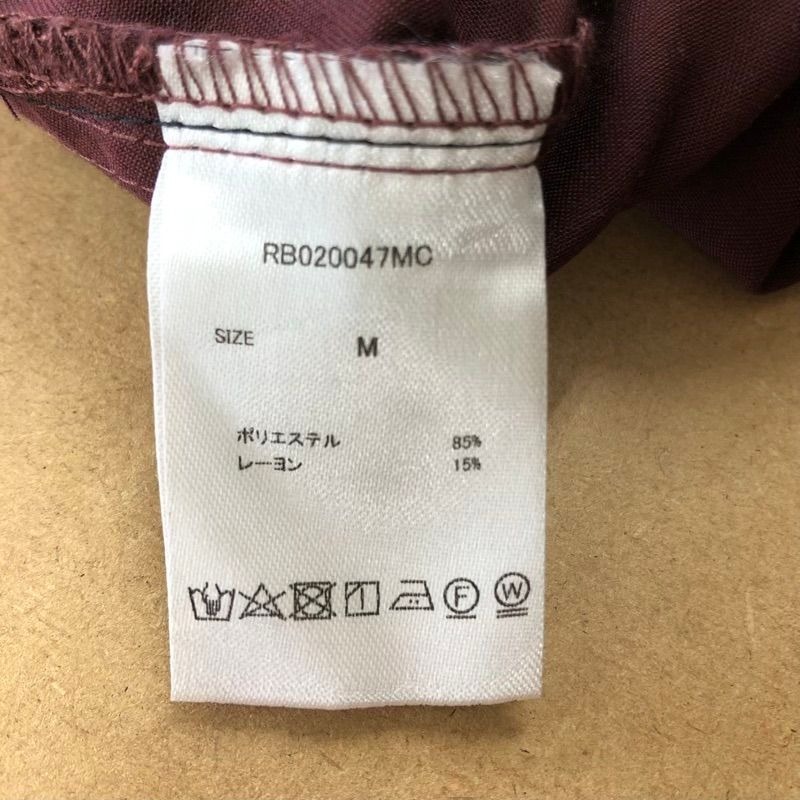 RB020047MC
SIZE M
ポリエステル 85%
レーヨン 15%
F W